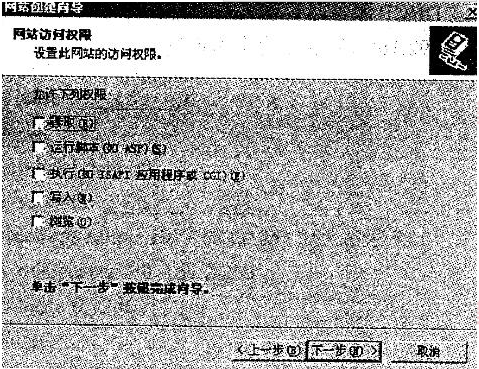 网站创建向导
网站访问权限
设置此网站的访问权限。
允许下列权限
读取(R)
运行脚本(如 ASP)(S)
执行(如 ISAPI 应用程序或 CGI)(E)
写入(W)
浏览(O)
单击“下一步”按钮完成向导。
< 上一步(B) 下一步(N) > 取消